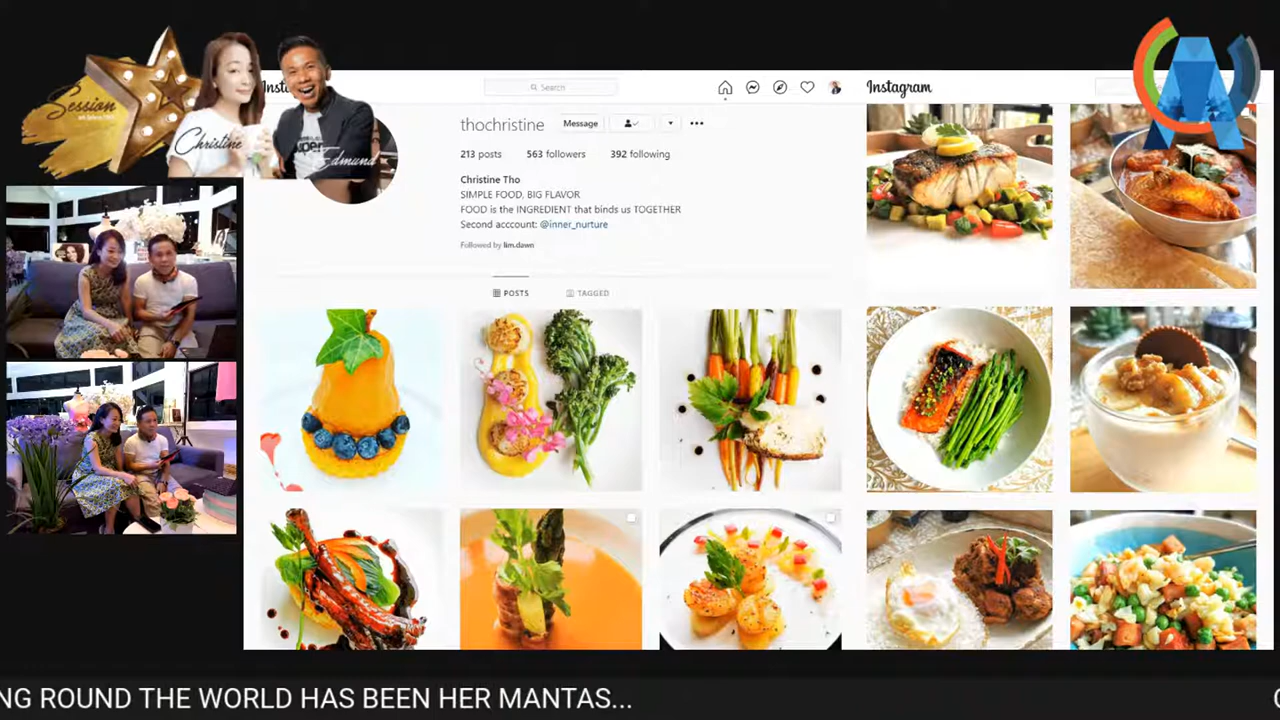 Session
Christine
Edmund
Search
Instagram
thochristine
Message
213 posts 563 followers 392 following
Christine Tho
SIMPLE FOOD, BIG FLAVOR
FOOD is the INGREDIENT that binds us TOGETHER
Second acccount: @inner_nurture
Followed by lim.dawn
POSTS TAGGED
NG ROUND THE WORLD HAS BEEN HER MANTAS...